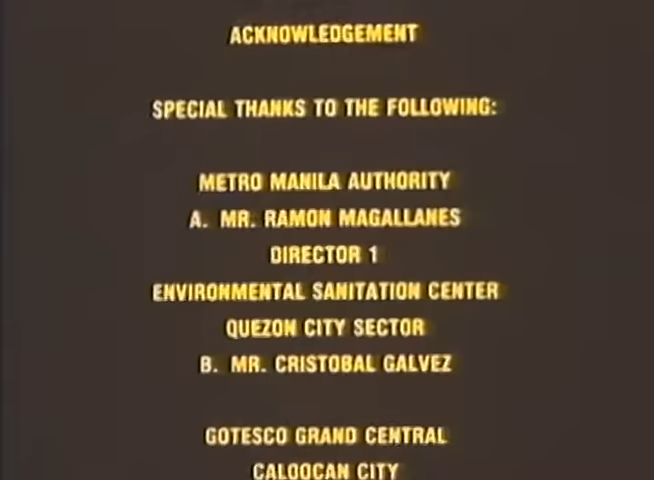 ACKNOWLEDGEMENT
SPECIAL THANKS TO THE FOLLOWING:
METRO MANILA AUTHORITY
A. MR. RAMON MAGALLANES
DIRECTOR 1
ENVIRONMENTAL SANITATION CENTER
QUEZON CITY SECTOR
B. MR. CRISTOBAL GALVEZ
GOTESCO GRAND CENTRAL
CALOOCAN CITY